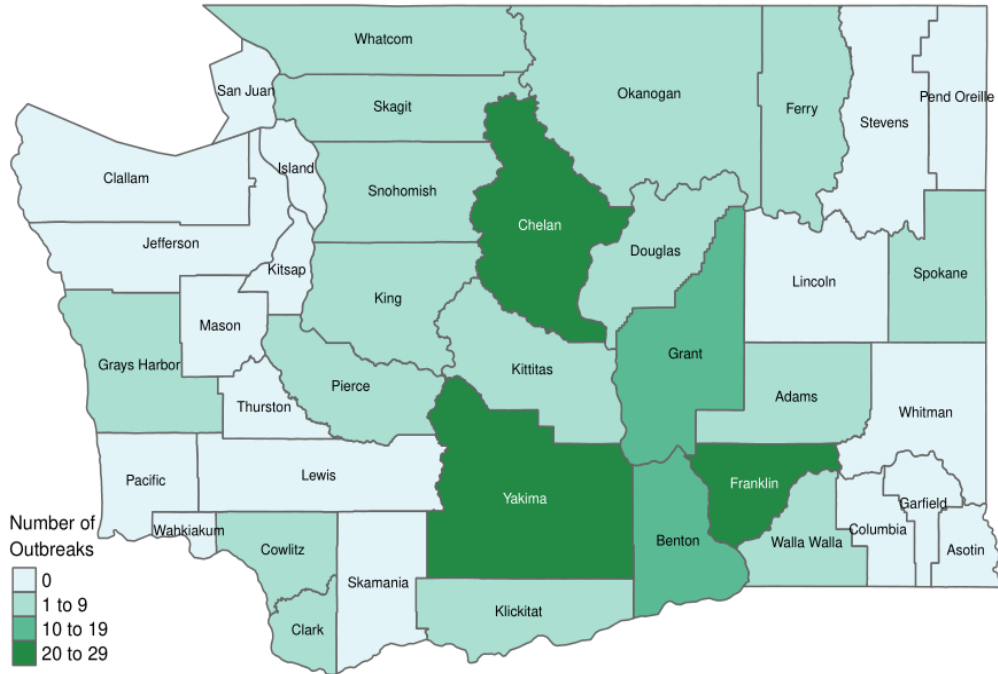 Whatcom
San Juan
Skagit
Okanogan
Ferry
Stevens
Pend Oreille
Clallam
Island
Snohomish
Chelan
Douglas
Jefferson
Kitsap
King
Lincoln
Spokane
Mason
Grays Harbor
Thurston
Pierce
Kittitas
Grant
Adams
Whitman
Pacific
Lewis
Yakima
Franklin
Garfield
Wahkiakum
Cowlitz
Skamania
Benton
Walla Walla
Columbia
Asotin
Clark
Klickitat
Number of
Outbreaks
0
1 to 9
10 to 19
20 to 29